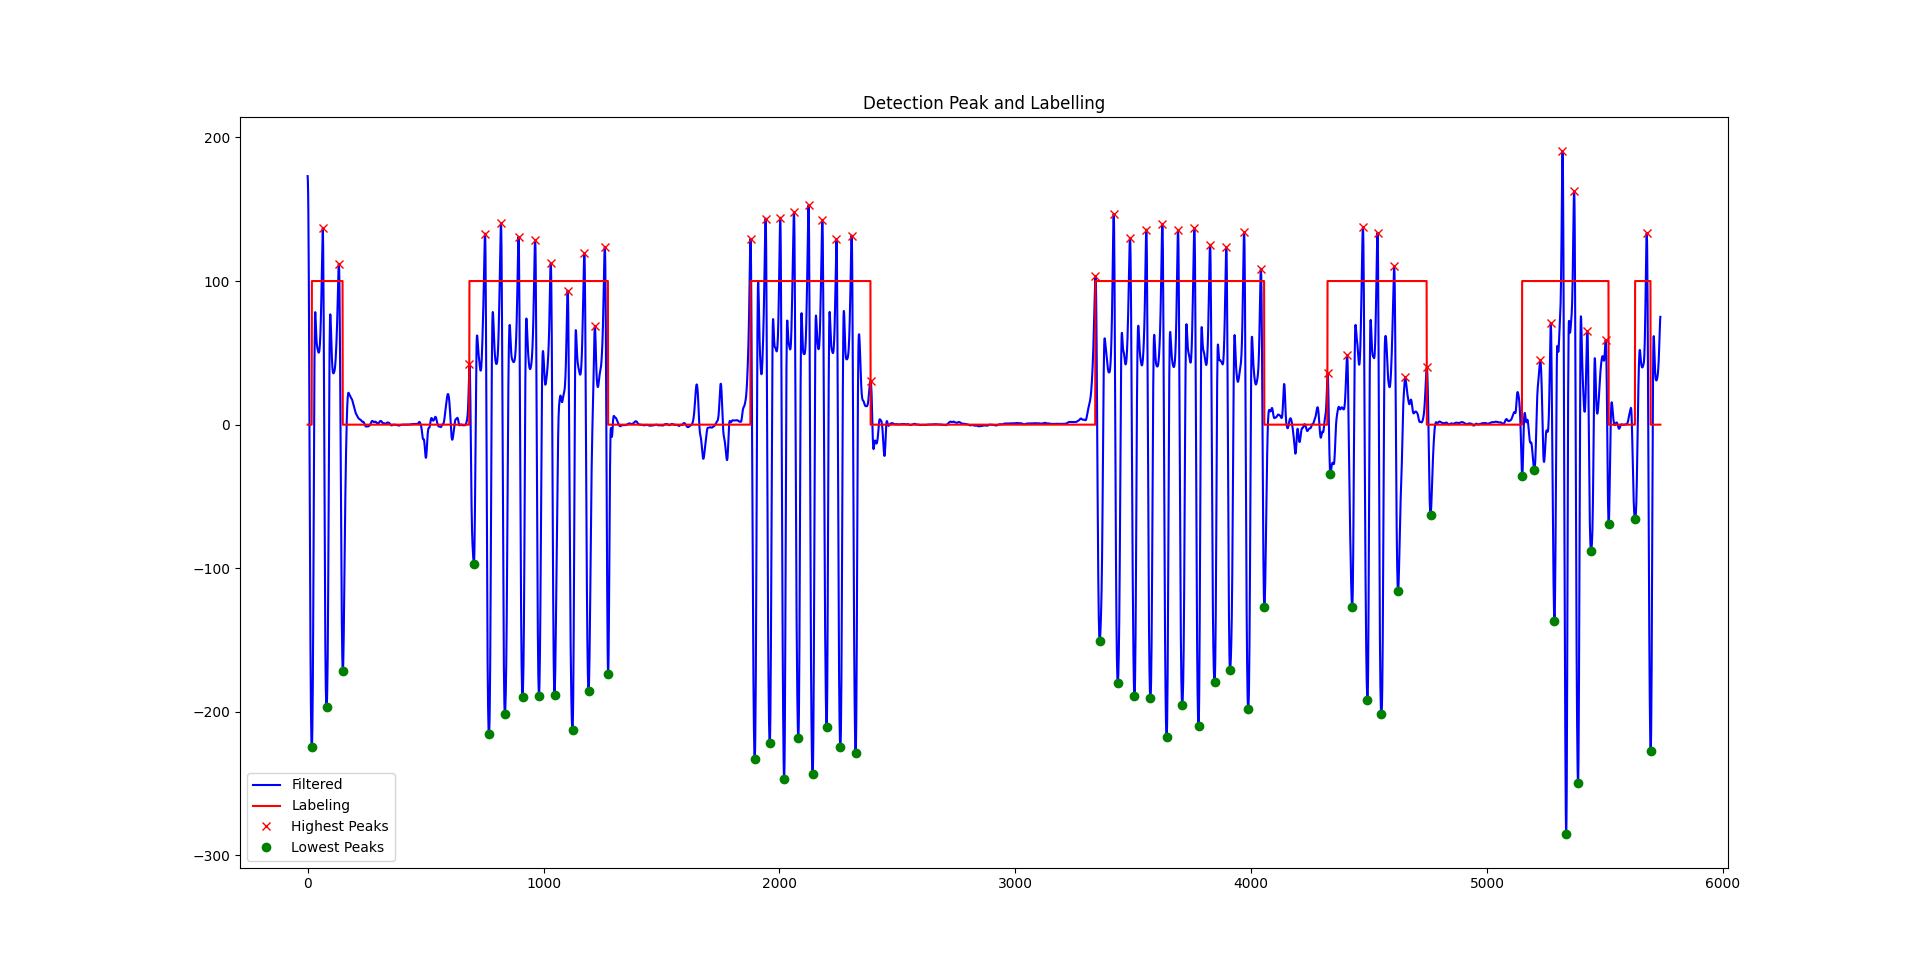 Detection Peak and Labelling
200
100
0
−100
−200
−300
Filtered
Labeling
Highest Peaks
Lowest Peaks
0 1000 2000 3000 4000 5000 6000